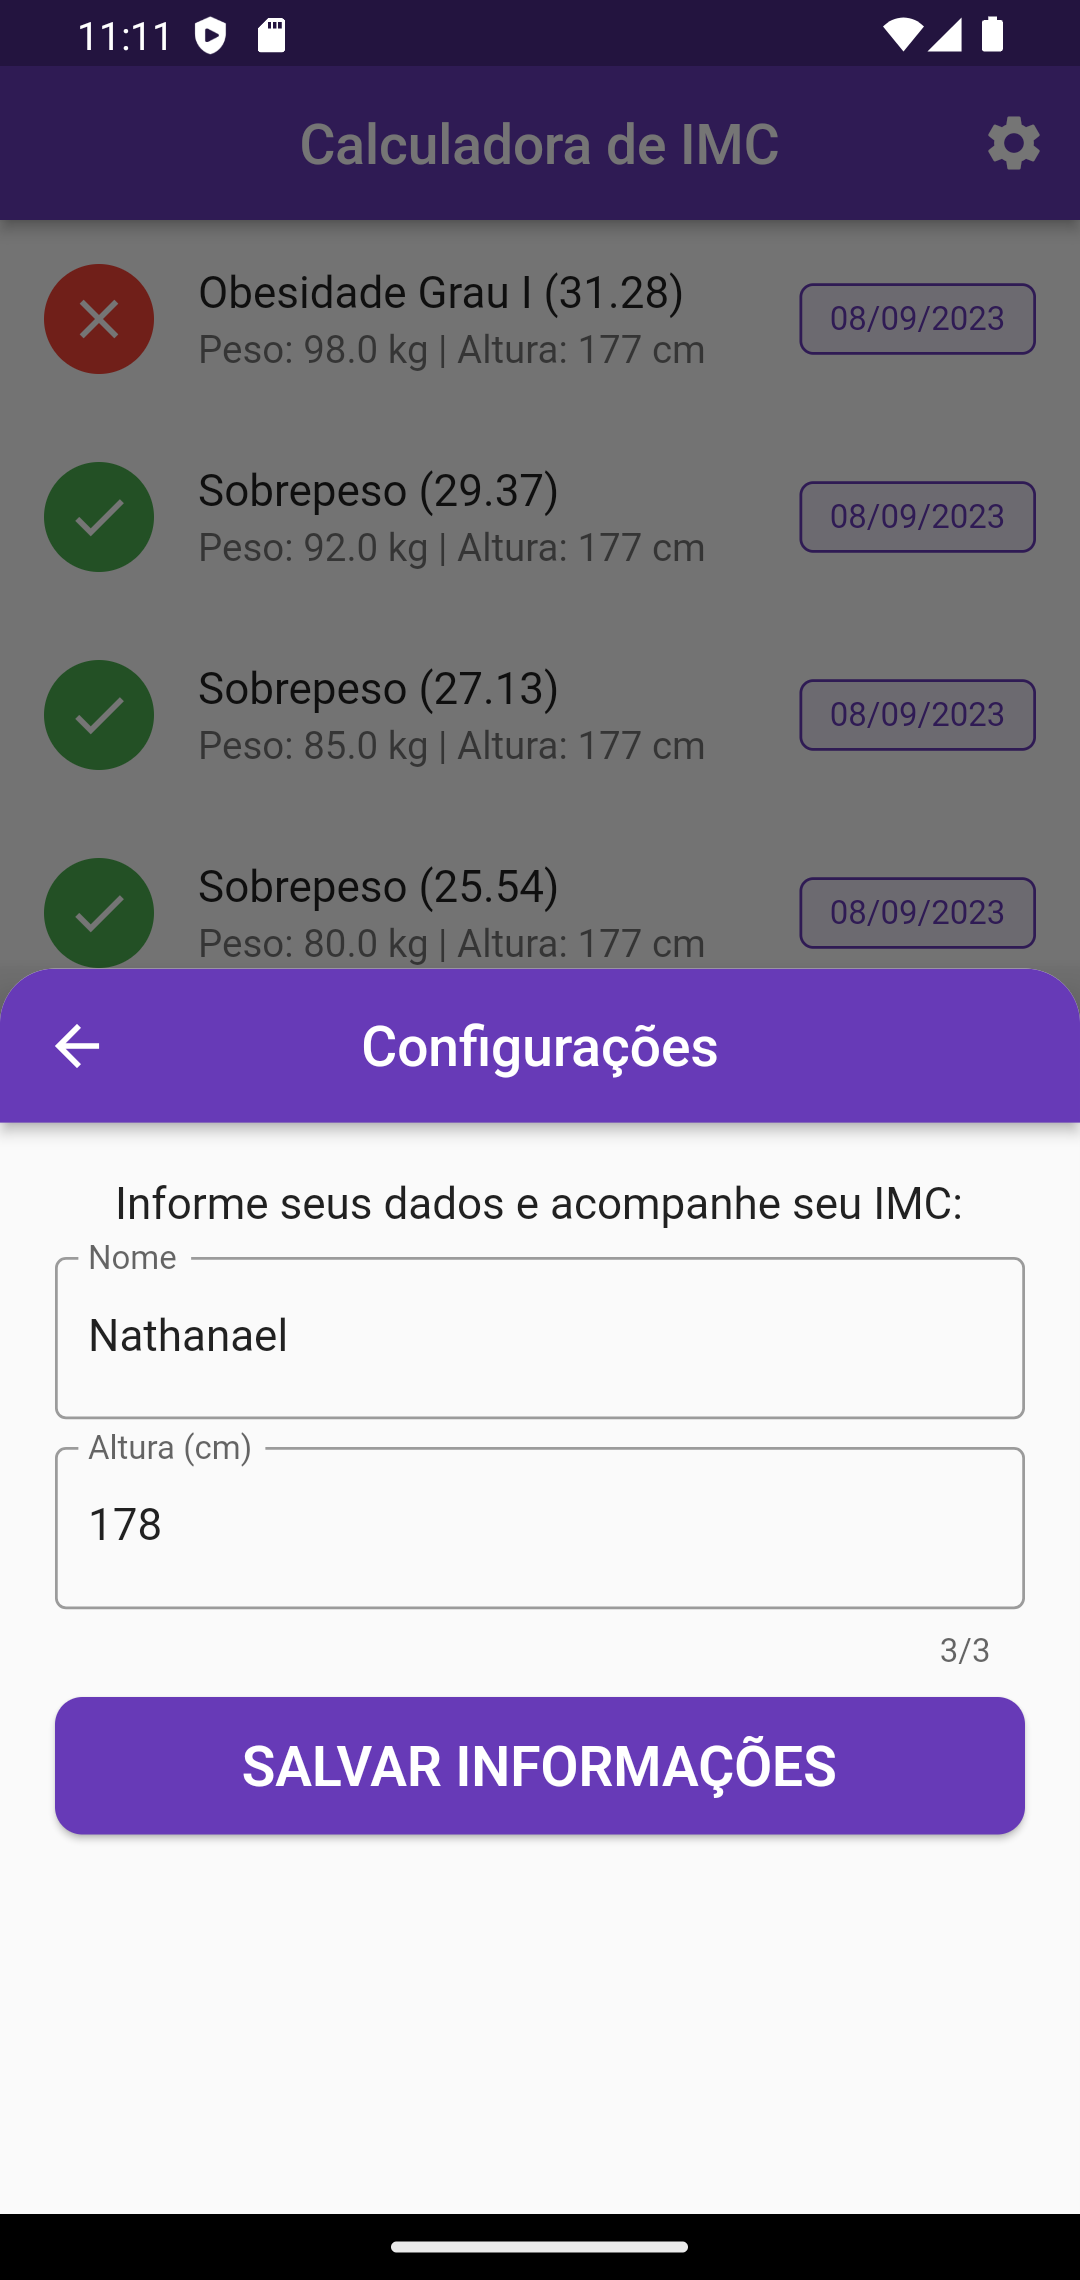 11:11
Calculadora de IMC
Obesidade Grau I (31.28)
Peso: 98.0 kg | Altura: 177 cm
08/09/2023
Sobrepeso (29.37)
Peso: 92.0 kg | Altura: 177 cm
08/09/2023
Sobrepeso (27.13)
Peso: 85.0 kg | Altura: 177 cm
08/09/2023
Sobrepeso (25.54)
Peso: 80.0 kg | Altura: 177 cm
08/09/2023
Configurações
Informe seus dados e acompanhe seu IMC:
Nome
Nathanael
Altura (cm)
178
3/3
SALVAR INFORMAÇÕES